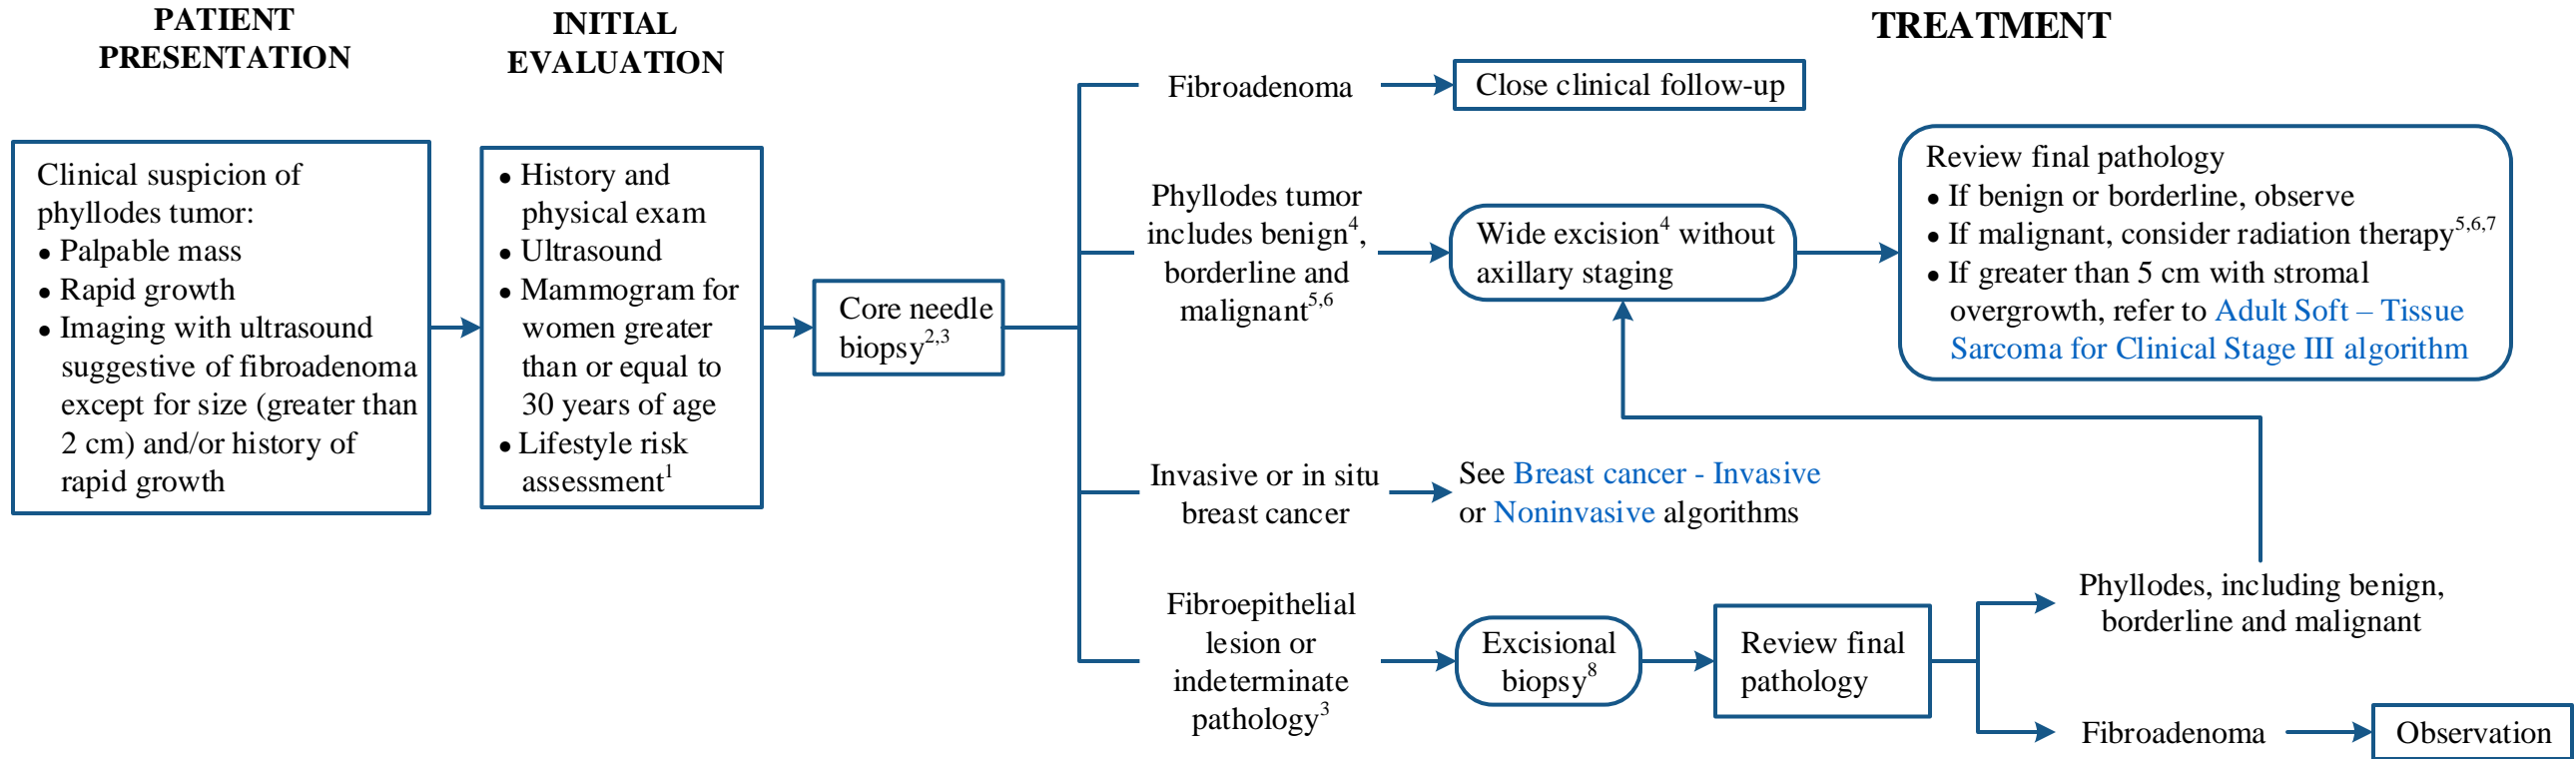 PATIENT
PRESENTATION
INITIAL
EVALUATION
TREATMENT
Clinical suspicion of
phyllodes tumor:
● Palpable mass
● Rapid growth
● Imaging with ultrasound
suggestive of fibroadenoma
except for size (greater than
2 cm) and/or history of
rapid growth
● History and
physical exam
● Ultrasound
● Mammogram for
women greater
than or equal to
30 years of age
● Lifestyle risk
assessment1
Core needle
biopsy2,3
Fibroadenoma
Close clinical follow-up
Phyllodes tumor
includes benign4,
borderline and
malignant5,6
Wide excision4 without
axillary staging
Review final pathology
● If benign or borderline, observe
● If malignant, consider radiation therapy5,6,7
● If greater than 5 cm with stromal
overgrowth, refer to Adult Soft – Tissue
Sarcoma for Clinical Stage III algorithm
Invasive or in situ
breast cancer
See Breast cancer - Invasive
or Noninvasive algorithms
Fibroepithelial
lesion or
indeterminate
pathology3
Excisional
biopsy8
Review final
pathology
Phyllodes, including benign,
borderline and malignant
Fibroadenoma
Observation